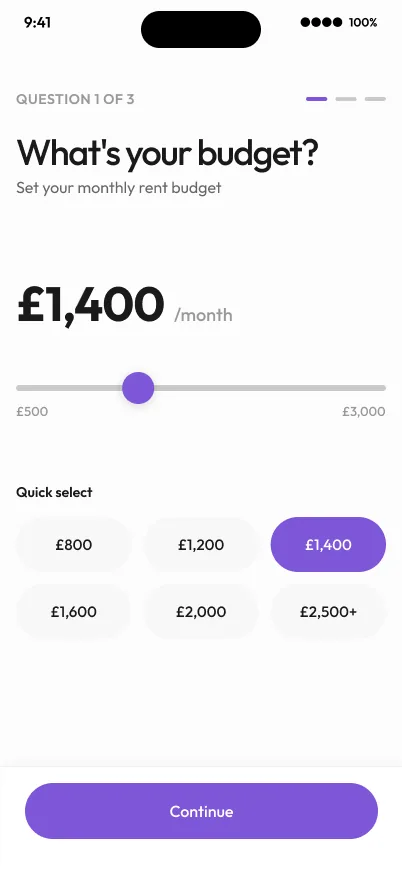 9:41 100%
QUESTION 1 OF 3
What's your budget?
Set your monthly rent budget
£1,400 /month
£500 £3,000
Quick select
£800 £1,200 £1,400
£1,600 £2,000 £2,500+
Continue